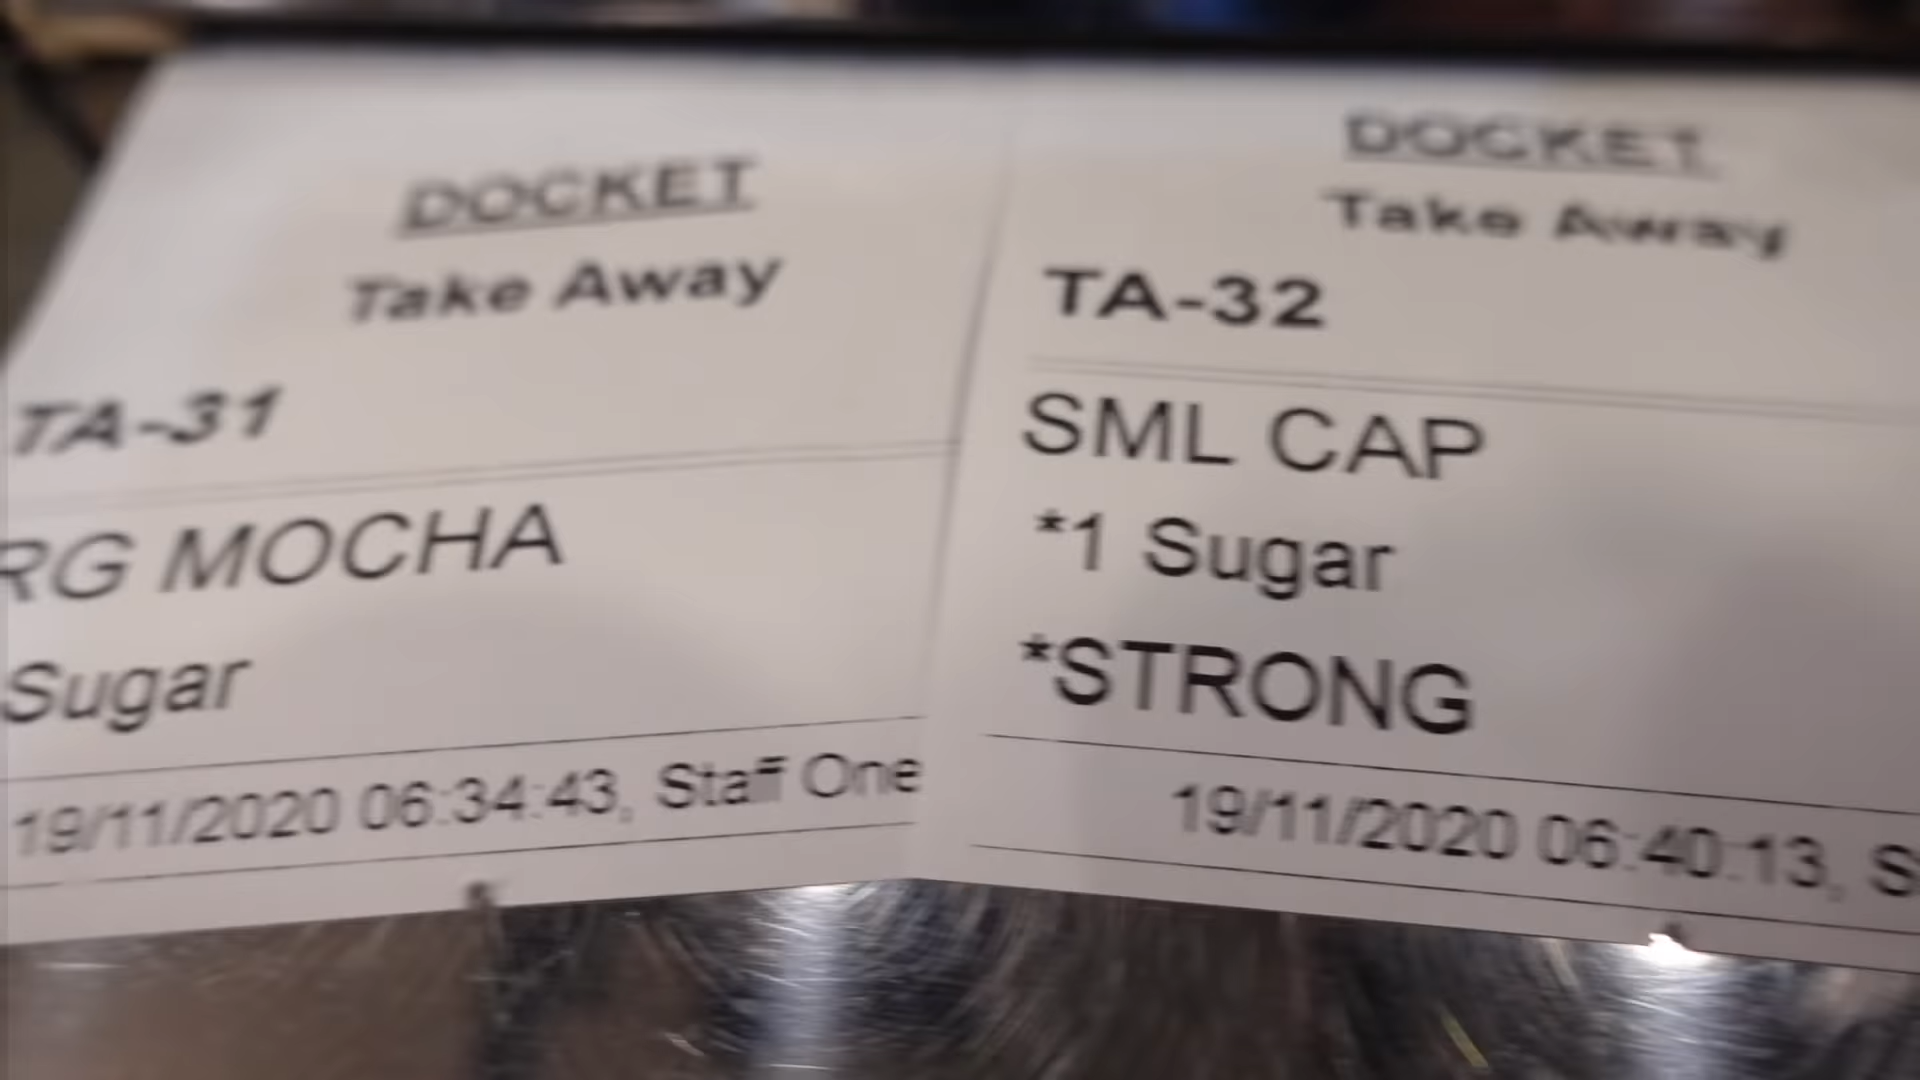 DOCKET
Take Away
TA-31
RG MOCHA
Sugar
19/11/2020 06:34:43, Staff One
DOCKET
Take Away
TA-32
SML CAP
*1 Sugar
*STRONG
19/11/2020 06:40:13, S